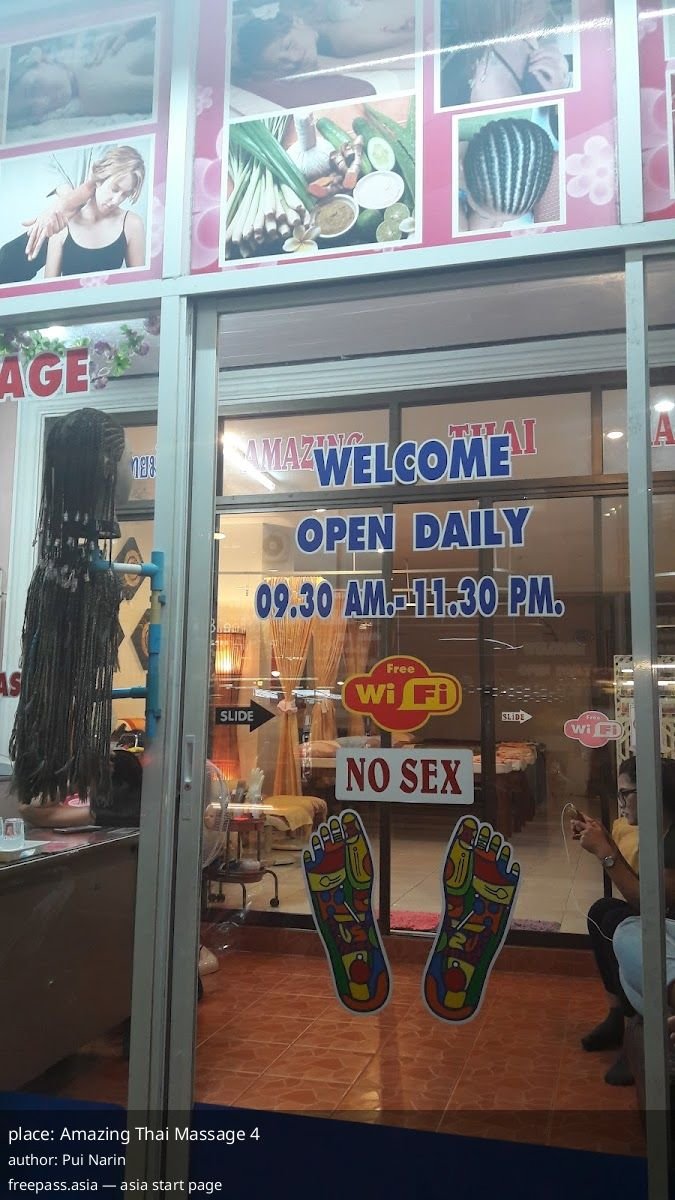 AGE
AMAZING THAI
WELCOME
OPEN DAILY
09.30 AM.-11.30 PM.
Free
Wi Fi
SLIDE
SLIDE
Free
Wi Fi
NO SEX
AS
place: Amazing Thai Massage 4
author: Pui Narin
freepass.asia — asia start page